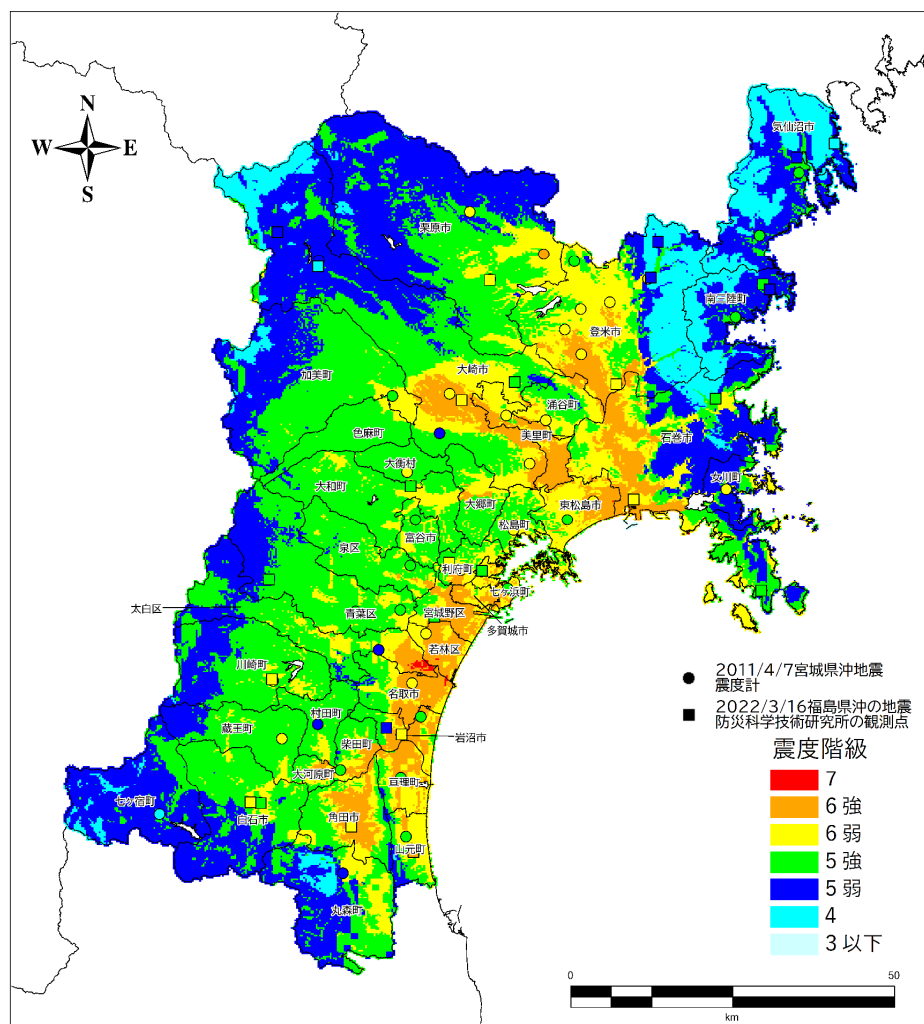 N
W E
S
気仙沼市
栗原市
南三陸町
登米市
大崎市
加美町
涌谷町
色麻町
美里町
石巻市
大衡村
女川町
大和町
大郷町
東松島市
松島町
富谷市
泉区
利府町
七ヶ浜町
太白区
青葉区
宮城野区
多賀城市
若林区
川崎町
名取市
村田町
蔵王町
柴田町
岩沼市
大河原町
亘理町
七ヶ宿町
白石市
角田市
山元町
丸森町
2011/4/7宮城県沖地震
震度計
2022/3/16福島県沖の地震
防災科学技術研究所の観測点
震度階級
7
6強
6弱
5強
5弱
4
3以下
0 50
km